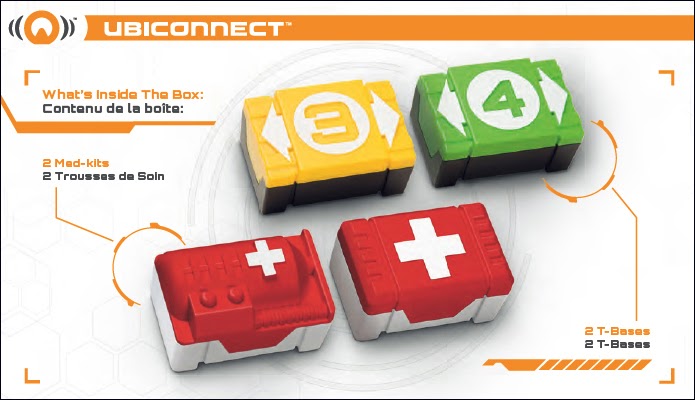 UBICONNECT™
What's Inside The Box:
Contenu de la boîte:
3
4
2 Med-kits
2 Trousses de Soin
2 T-Bases
2 T-Bases